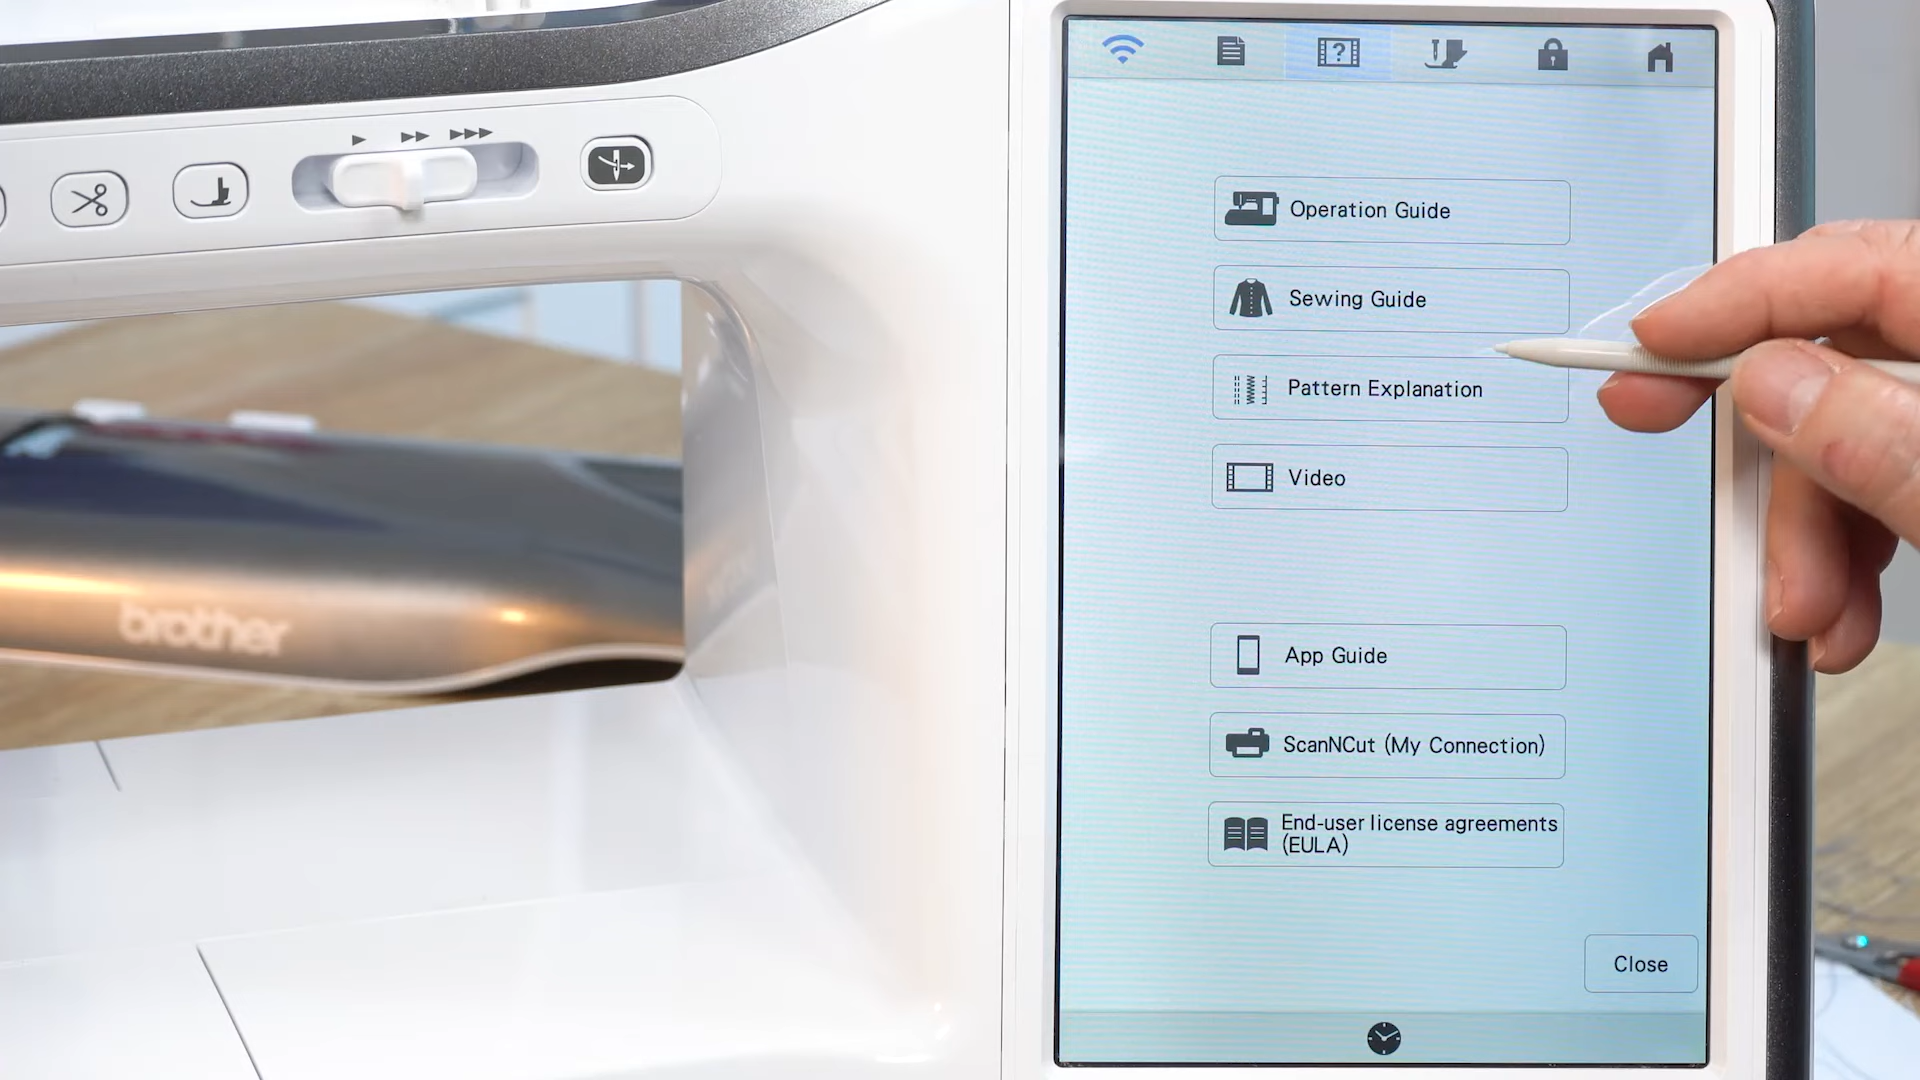 Operation Guide
Sewing Guide
Pattern Explanation
Video
App Guide
ScanNCut (My Connection)
End-user license agreements
(EULA)
Close
brother